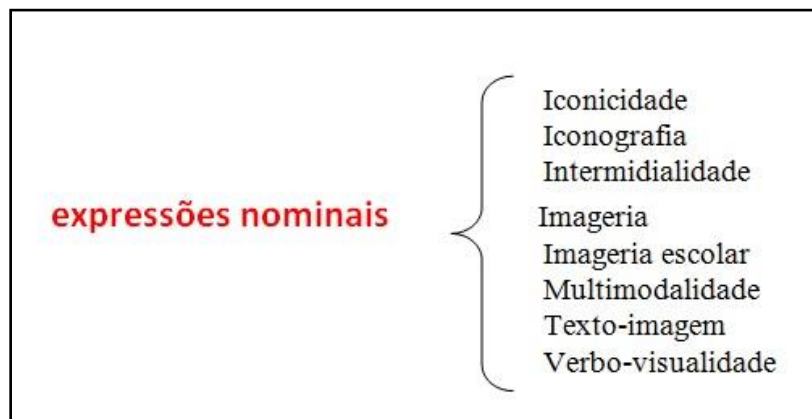 expressões nominais
Iconicidade
Iconografia
Intermidialidade
Imageria
Imageria escolar
Multimodalidade
Texto-imagem
Verbo-visualidade